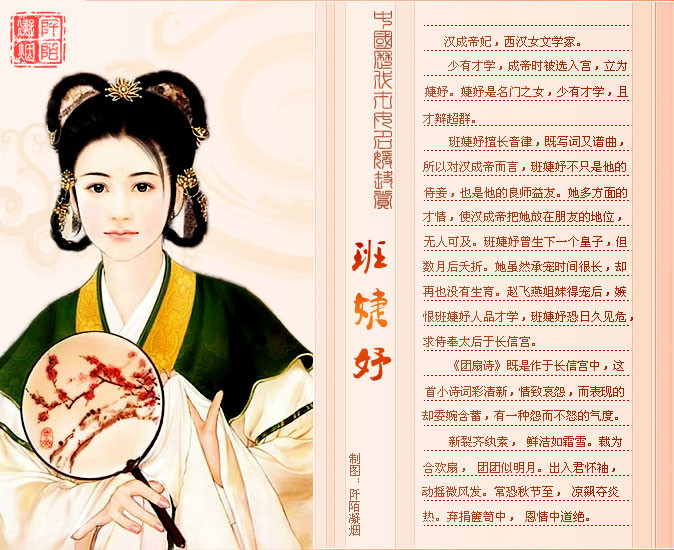 阡陌
凝烟
中國歷代
班婕妤
制图：阡陌凝烟
汉成帝妃，西汉女文学家。
少有才学，成帝时被选入宫，立为
婕妤。婕妤是名门之女，少有才学，且
才辩超群。
班婕妤擅长音律，既写词又谱曲，
所以对汉成帝而言，班婕妤不只是他的
侍妾，也是他的良师益友。她多方面的
才情，使汉成帝把她放在朋友的地位，
无人可及。班婕妤曾生下一个皇子，但
数月后夭折。她虽然承宠时间很长，却
再也没有生育。赵飞燕姐妹得宠后，嫉
恨班婕妤人品才学，班婕妤恐日久见危，
求侍奉太后于长信宫。
《团扇诗》既是作于长信宫中，这
首小诗词彩清新，情致哀怨，而表现的
却委婉含蓄，有一种怨而不怒的气度。
新裂齐纨素， 鲜洁如霜雪。裁为
合欢扇， 团团似明月。出入君怀袖，
动摇微风发。常恐秋节至， 凉飙夺炎
热。弃捐箧笥中， 恩情中道绝。